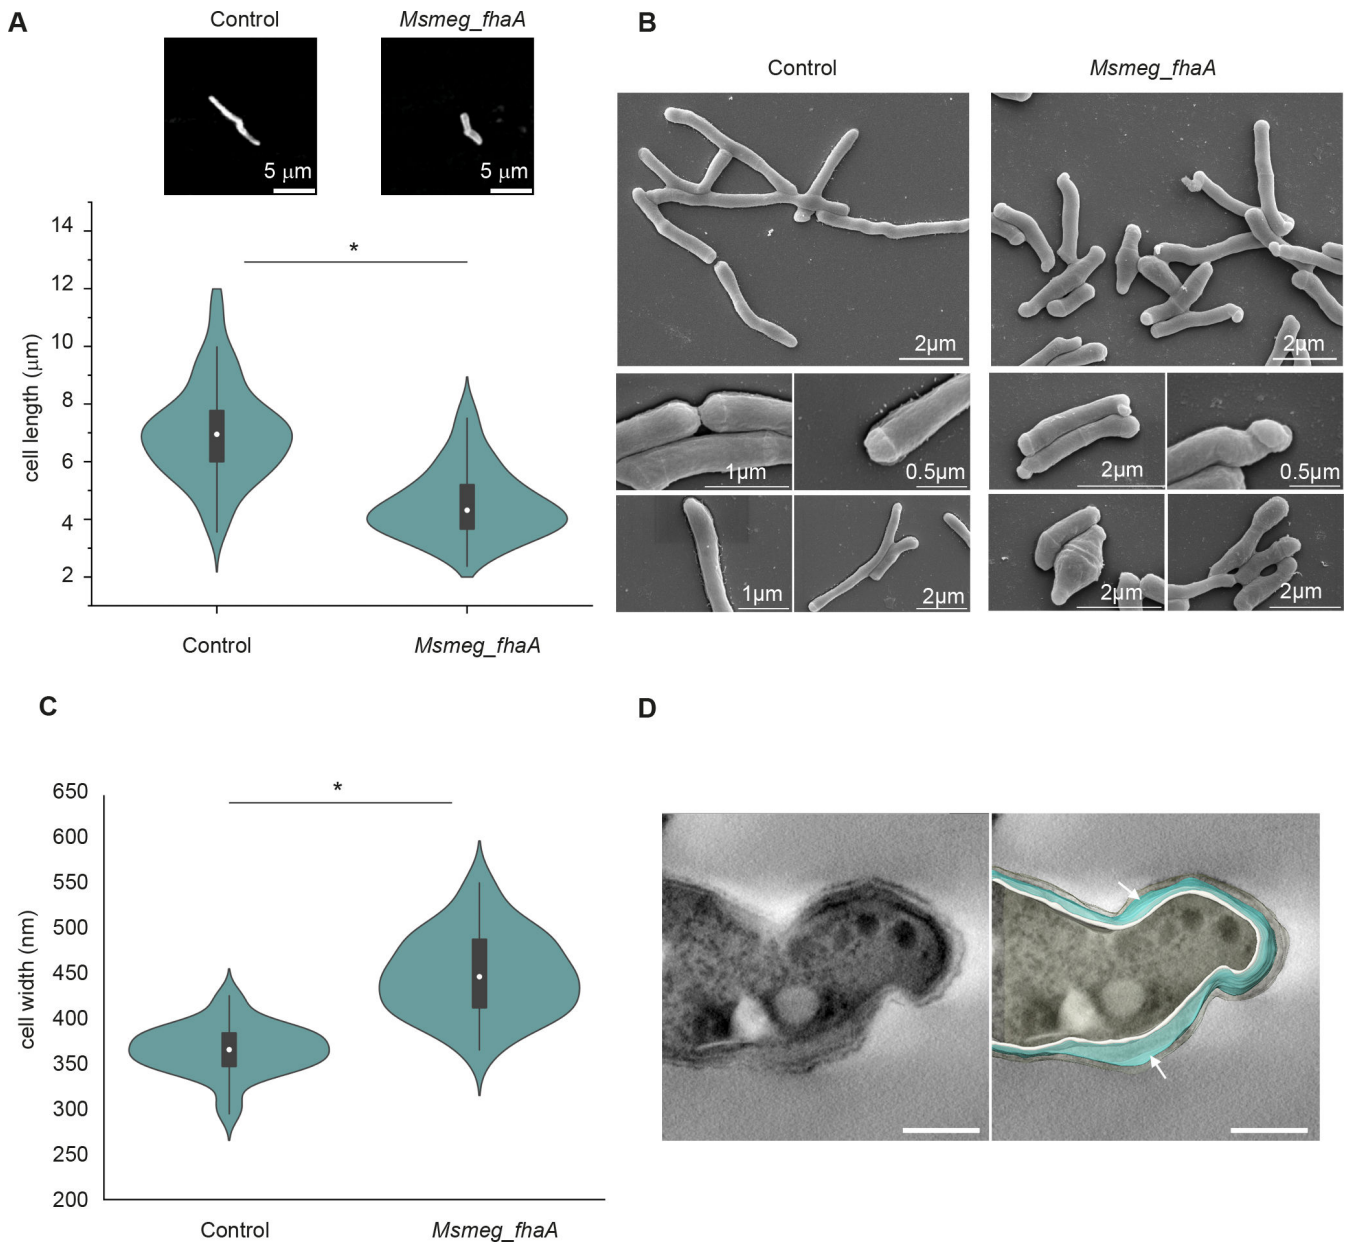 A
Control
Msmeg_fhaA
5 μm
5 μm
14
12
10
8
6
4
2
cell length (μm)
*
Control
Msmeg_fhaA
B
Control
Msmeg_fhaA
2μm
2μm
1μm
0.5μm
2μm
0.5μm
1μm
2μm
2μm
2μm
C
650
600
550
500
450
400
350
300
250
200
cell width (nm)
*
Control
Msmeg_fhaA
D